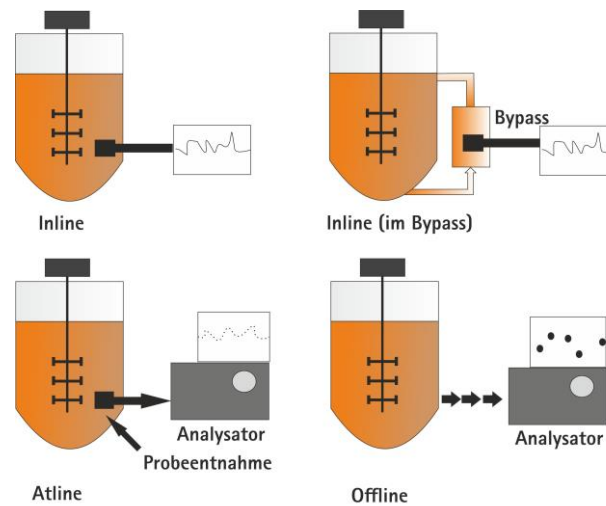 Inline
Bypass
Inline (im Bypass)
Analysator
Probeentnahme
Atline
Analysator
Offline